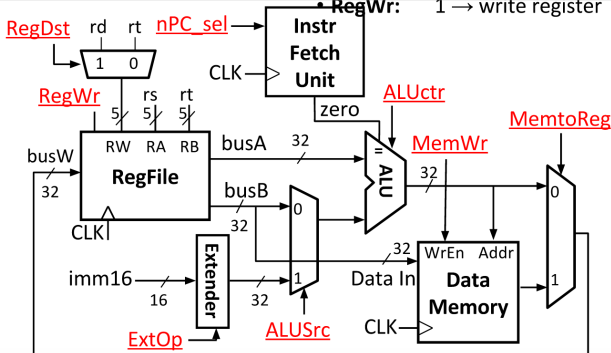 • RegWr: 1 → write register
RegDst
rd rt
nPC_sel
Instr
Fetch
Unit
1 0
CLK
RegWr
rs rt
zero
ALUctr
5 5 5
MemtoReg
RW RA RB
busA
32
=
MemWr
busW
RegFile
ALU
32
32
busB
0
0
32
CLK
32
WrEn Addr
Extender
imm16
Data In
Data
Memory
1
1
16
32
ExtOp
ALUSrc
CLK